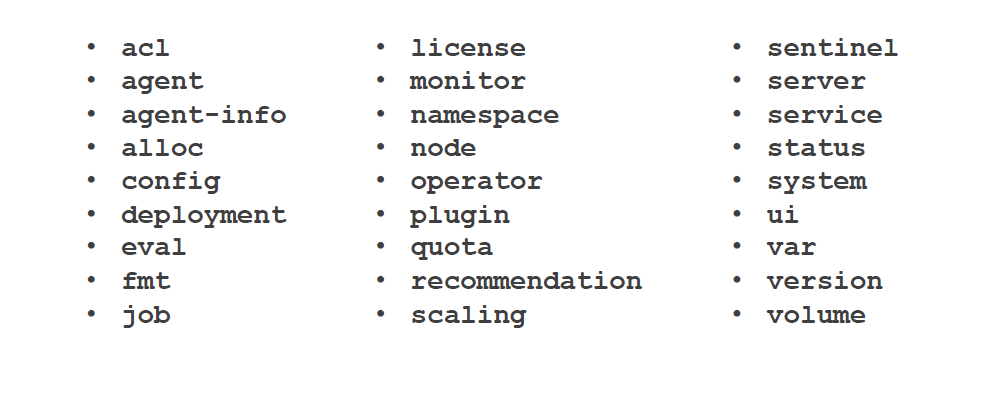 • acl
• agent
• agent-info
• alloc
• config
• deployment
• eval
• fmt
• job
• license
• monitor
• namespace
• node
• operator
• plugin
• quota
• recommendation
• scaling
• sentinel
• server
• service
• status
• system
• ui
• var
• version
• volume